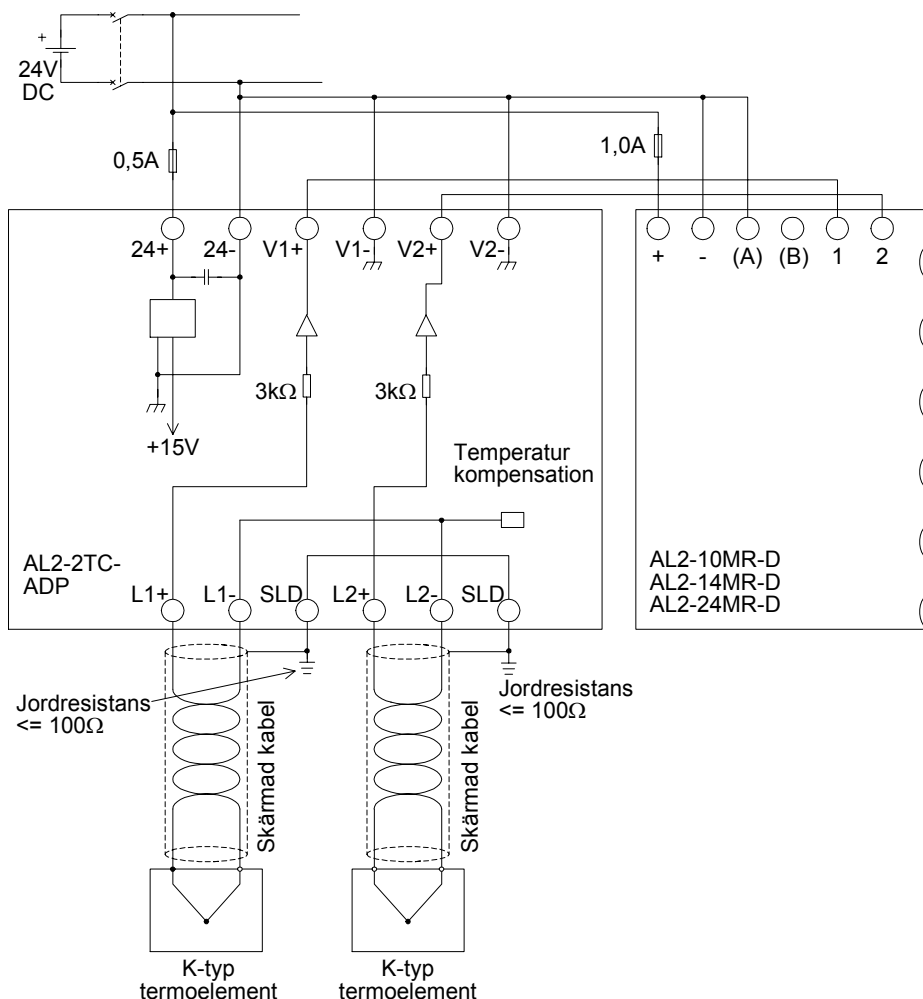 +
24V
DC
0,5A
1,0A
24+ 24- V1+ V1- V2+ V2-
+ - (A) (B) 1 2
3kΩ 3kΩ
+15V
Temperatur
kompensation
AL2-2TC-
ADP
AL2-10MR-D
AL2-14MR-D
AL2-24MR-D
L1+ L1- SLD L2+ L2- SLD
Jordresistans
<= 100Ω
Jordresistans
<= 100Ω
Skärmad kabel
Skärmad kabel
K-typ
termoelement
K-typ
termoelement